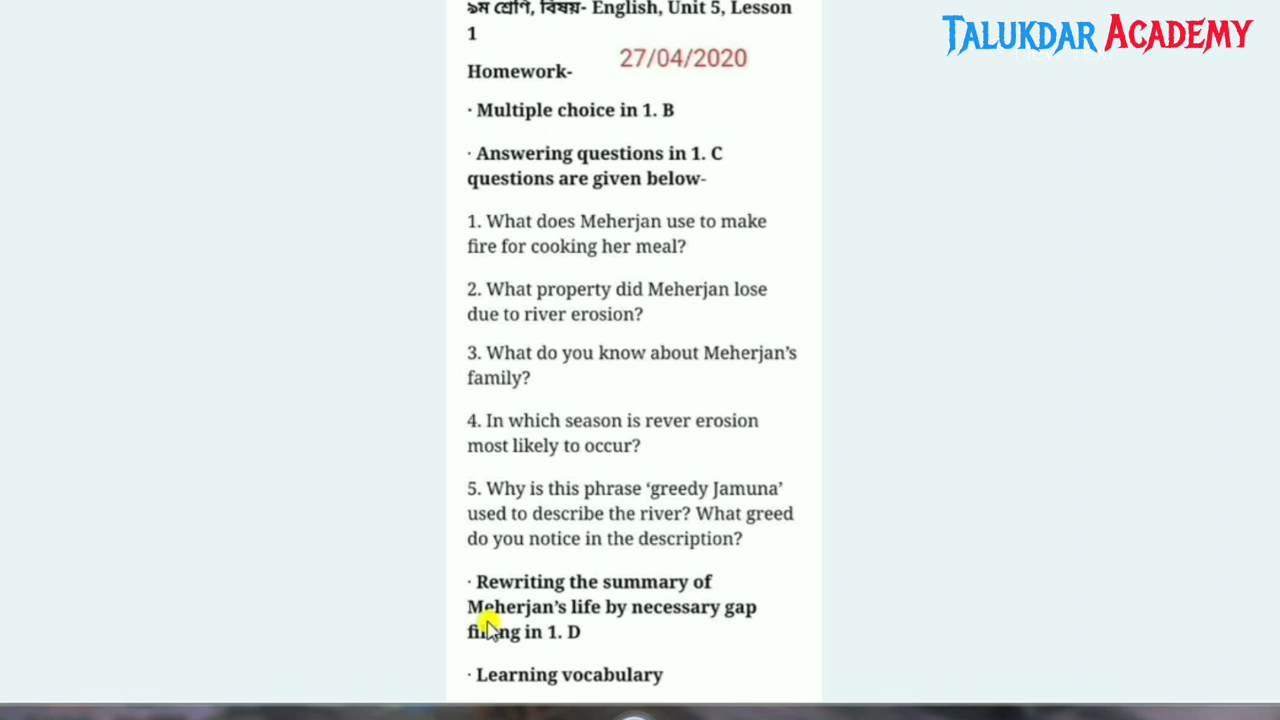 ৯ম শ্রেণি, বিষয়- English, Unit 5, Lesson
1
27/04/2020
Homework-
· Multiple choice in 1. B
· Answering questions in 1. C
questions are given below-
1. What does Meherjan use to make
fire for cooking her meal?
2. What property did Meherjan lose
due to river erosion?
3. What do you know about Meherjan's
family?
4. In which season is rever erosion
most likely to occur?
5. Why is this phrase ‘greedy Jamuna’
used to describe the river? What greed
do you notice in the description?
· Rewriting the summary of
Meherjan’s life by necessary gap
filling in 1. D
· Learning vocabulary
TALUKDAR ACADEMY